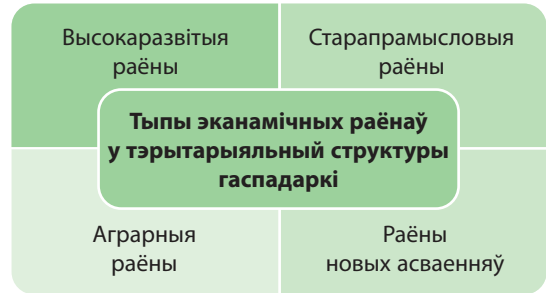 Высокаразвітыя
раёны
Старапрамысловыя
раёны
Тыпы эканамічных раёнаў
у тэрытарыяльный структуры
гаспадаркі
Аграрныя
раёны
Раёны
новых асваенняў